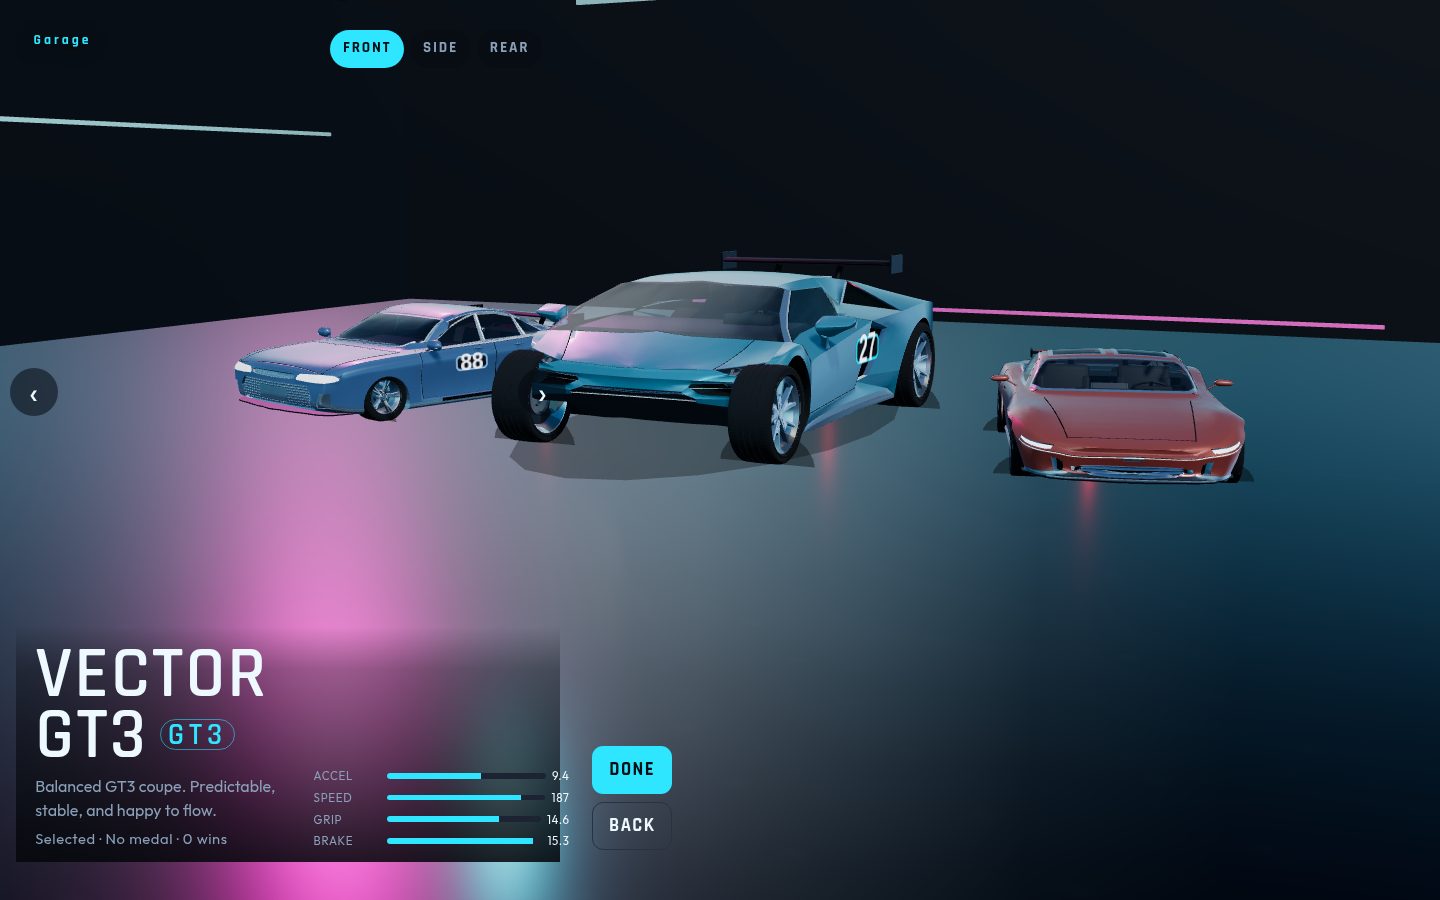 Garage
FRONT SIDE REAR
88
27
VECTOR
GT3 GT3
Balanced GT3 coupe. Predictable,
stable, and happy to flow.
Selected · No medal · 0 wins
ACCEL 9.4
SPEED 187
GRIP 14.6
BRAKE 15.3
DONE
BACK